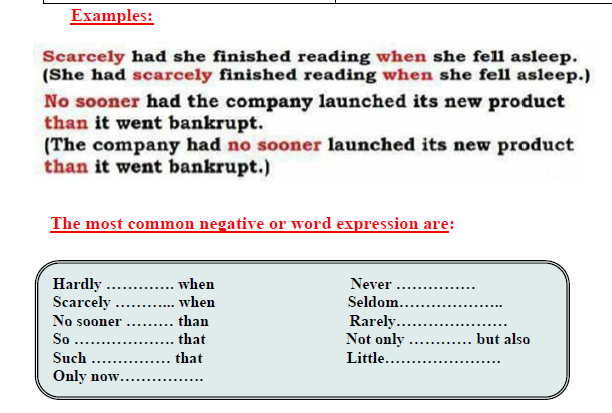 Examples:
Scarcely had she finished reading when she fell asleep.
(She had scarcely finished reading when she fell asleep.)
No sooner had the company launched its new product
than it went bankrupt.
(The company had no sooner launched its new product
than it went bankrupt.)
The most common negative or word expression are:
Hardly …………. when
Scarcely ………... when
No sooner ……… than
So ………………. that
Such ………….. that
Only now…………….
Never ……………
Seldom………………..
Rarely…………………
Not only ………… but also
Little………………….